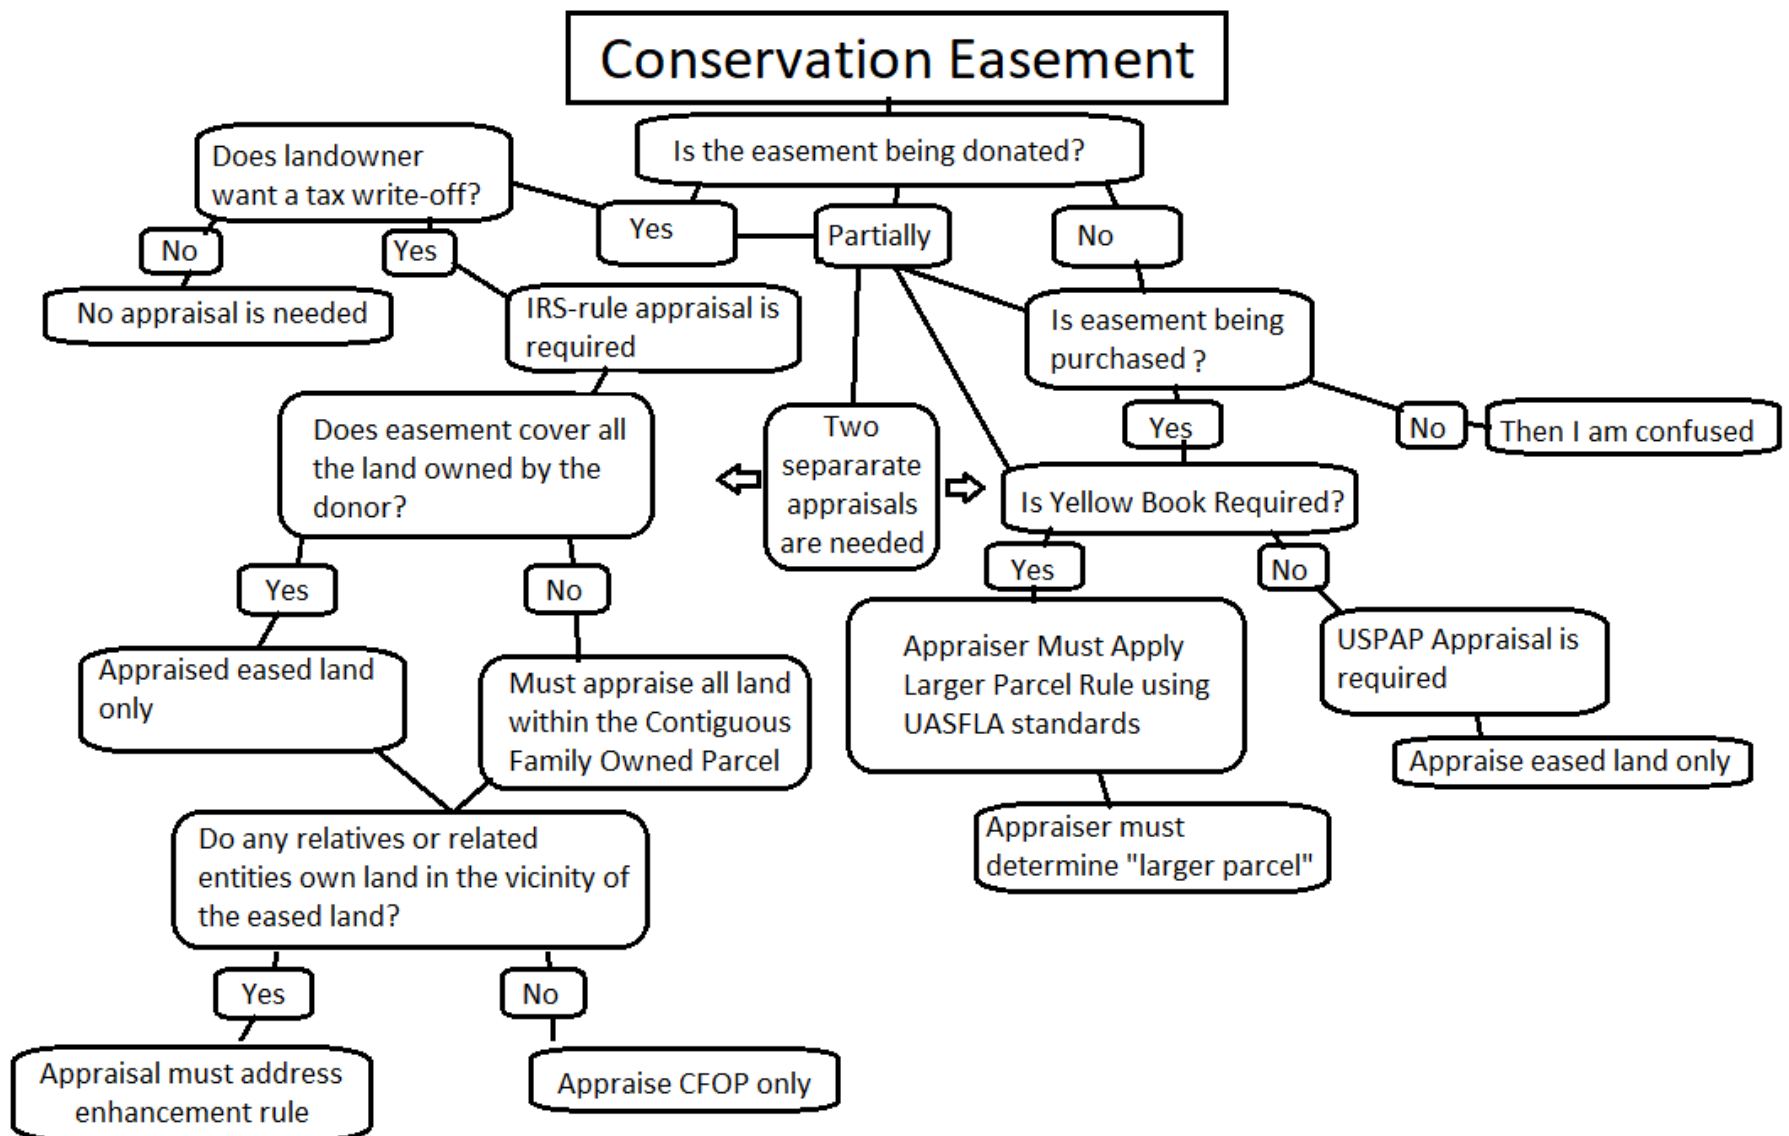 Conservation Easement
Is the easement being donated?
Does landowner
want a tax write-off?
Yes
Partially
No
No
Yes
No appraisal is needed
IRS-rule appraisal is
required
Is easement being
purchased ?
Does easement cover all
the land owned by the
donor?
Two
separarate
appraisals
are needed
Yes
No
Then I am confused
Is Yellow Book Required?
Yes
No
Yes
No
Appraised eased land
only
Must appraise all land
within the Contiguous
Family Owned Parcel
Appraiser Must Apply
Larger Parcel Rule using
UASFLA standards
USPAP Appraisal is
required
Appraise eased land only
Do any relatives or related
entities own land in the vicinity of
the eased land?
Appraiser must
determine "larger parcel"
Yes
No
Appraisal must address
enhancement rule
Appraise CFOP only